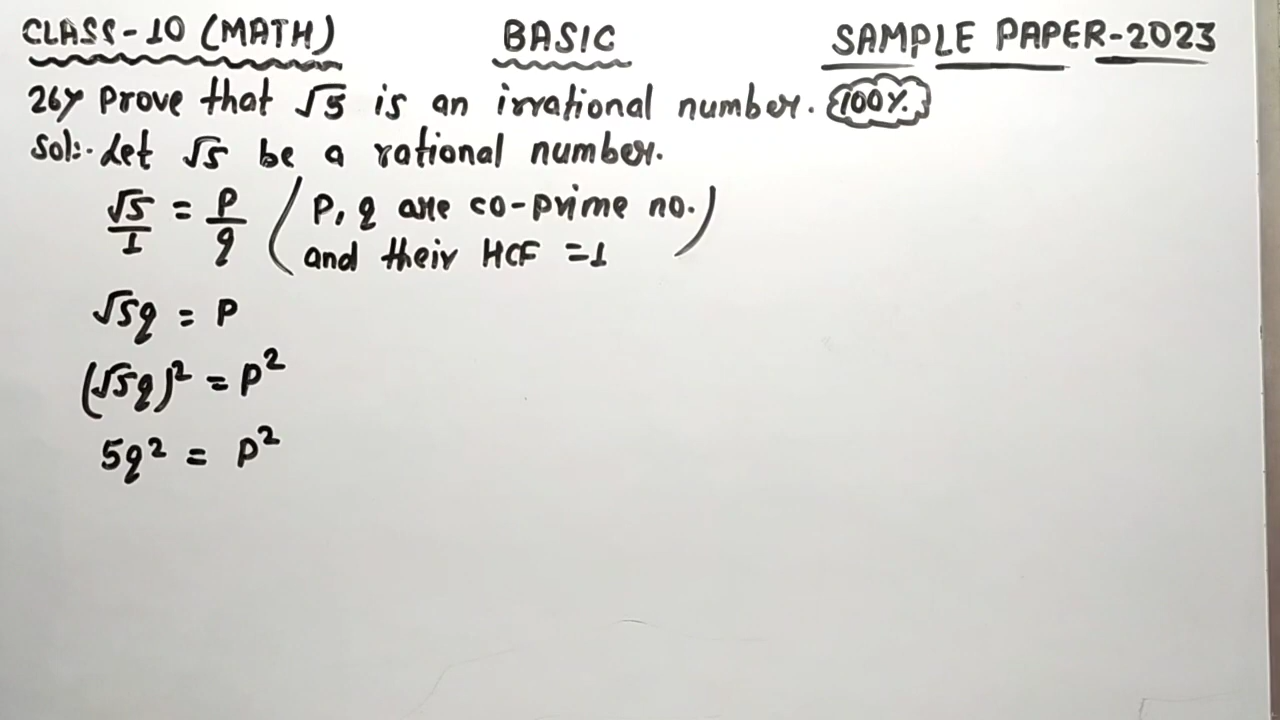 CLASS-10 (MATH) BASIC SAMPLE PAPER-2023
26) Prove that √5 is an irrational number. 100%.
Sol:- Let √5 be a rational number.
√5/1 = P/q (P, q are co-prime no.
and their HCF = 1)
√5q = P
(√5q)² = P²
5q² = P²